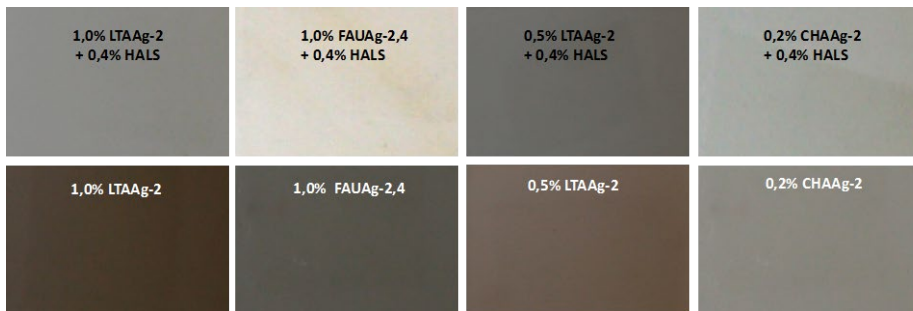 1,0% LTAAg-2
+ 0,4% HALS
1,0% FAUAg-2,4
+ 0,4% HALS
0,5% LTAAg-2
+ 0,4% HALS
0,2% CHAAg-2
+ 0,4% HALS
1,0% LTAAg-2
1,0% FAUAg-2,4
0,5% LTAAg-2
0,2% CHAAg-2